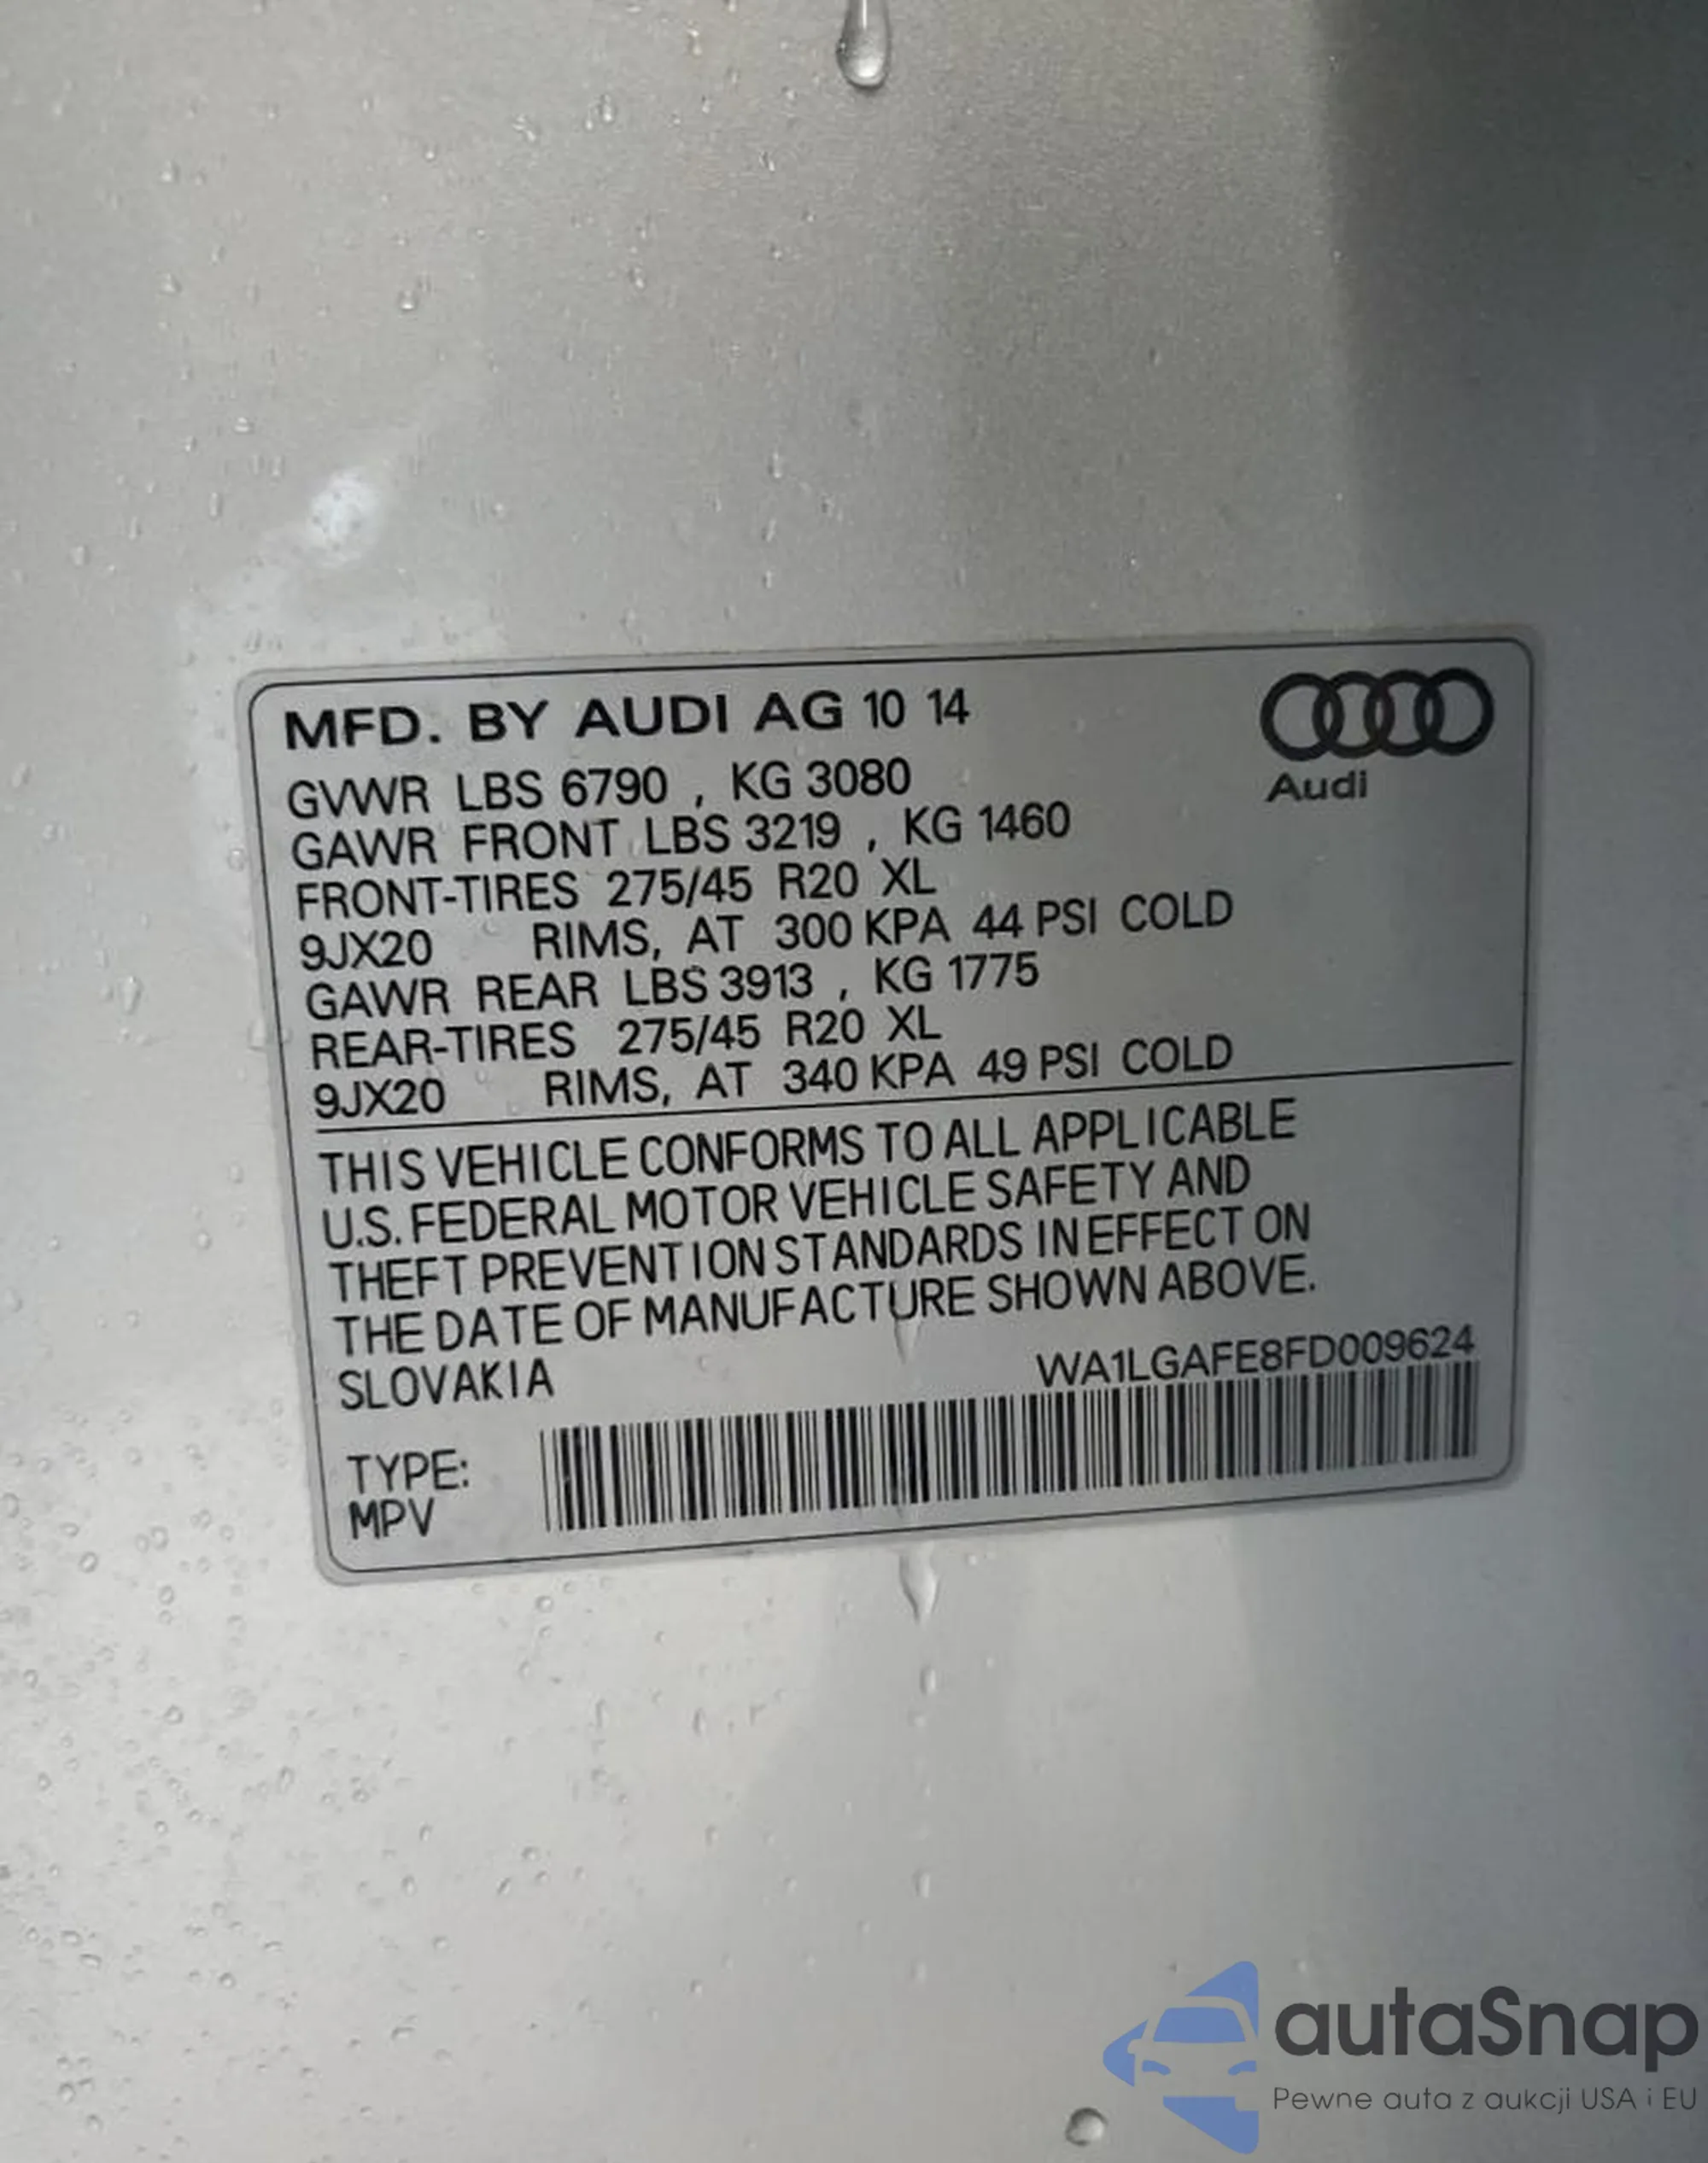 MFD. BY AUDI AG 10 14
Audi
GVWR LBS 6790 , KG 3080
GAWR FRONT LBS 3219 , KG 1460
FRONT-TIRES 275/45 R20 XL
9JX20 RIMS, AT 300 KPA 44 PSI COLD
GAWR REAR LBS 3913 , KG 1775
REAR-TIRES 275/45 R20 XL
9JX20 RIMS, AT 340 KPA 49 PSI COLD
THIS VEHICLE CONFORMS TO ALL APPLICABLE
U.S. FEDERAL MOTOR VEHICLE SAFETY AND
THEFT PREVENTION STANDARDS IN EFFECT ON
THE DATE OF MANUFACTURE SHOWN ABOVE.
SLOVAKIA WA1LGAFE8FD009624
TYPE:
MPV
autaSnap
Pewne auta z aukcji USA i EU